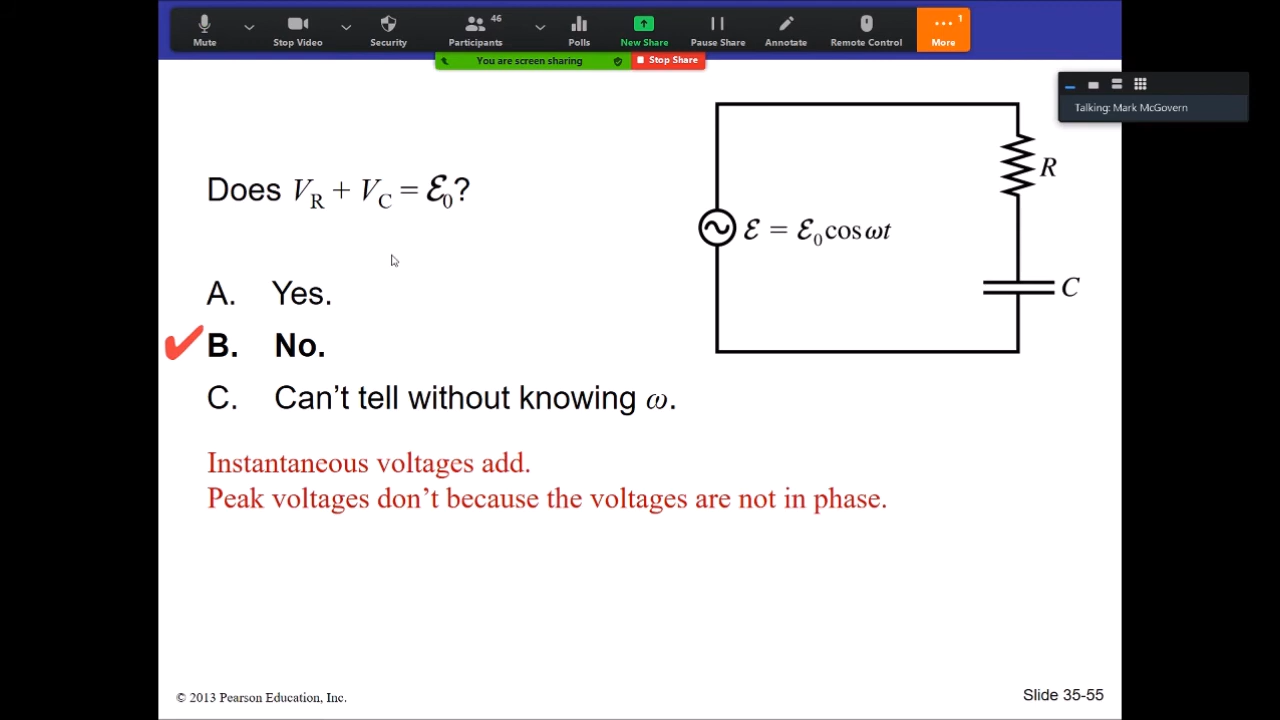 46
1
Mute
Stop Video
Security
Participants
Polls
New Share
Pause Share
Annotate
Remote Control
More
You are screen sharing
Stop Share
Talking: Mark McGovern
Does V_R + V_C = ℰ_0?
R
ℰ = ℰ_0 cos ωt
C
A. Yes.
✓ B. No.
C. Can’t tell without knowing ω.
Instantaneous voltages add.
Peak voltages don’t because the voltages are not in phase.
© 2013 Pearson Education, Inc.
Slide 35-55